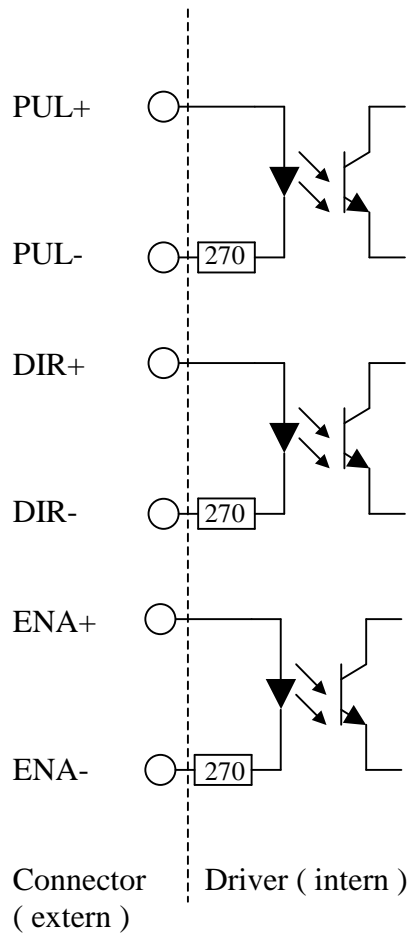 PUL+
PUL-
270
DIR+
DIR-
270
ENA+
ENA-
270
Connector
( extern )
Driver ( intern )